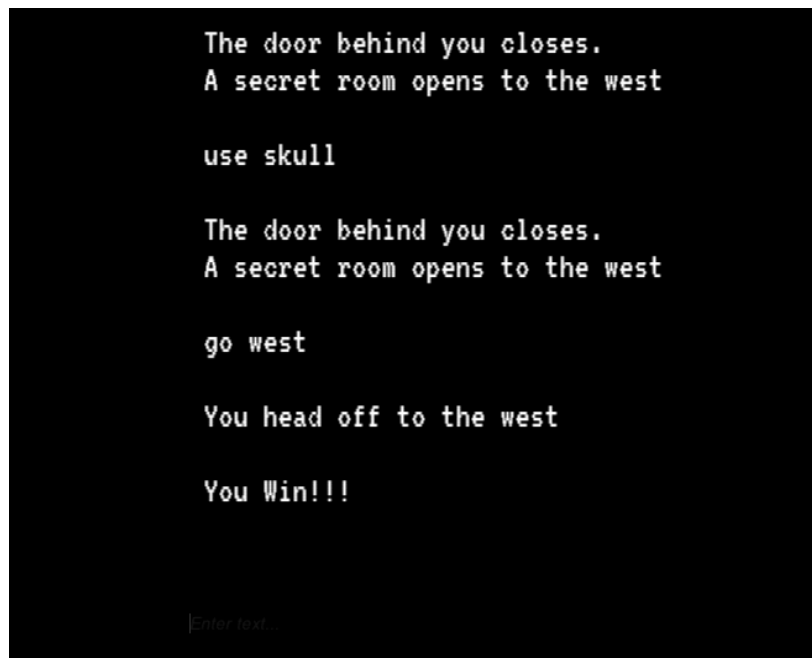 The door behind you closes.
A secret room opens to the west
use skull
The door behind you closes.
A secret room opens to the west
go west
You head off to the west
You Win!!!
Enter text...